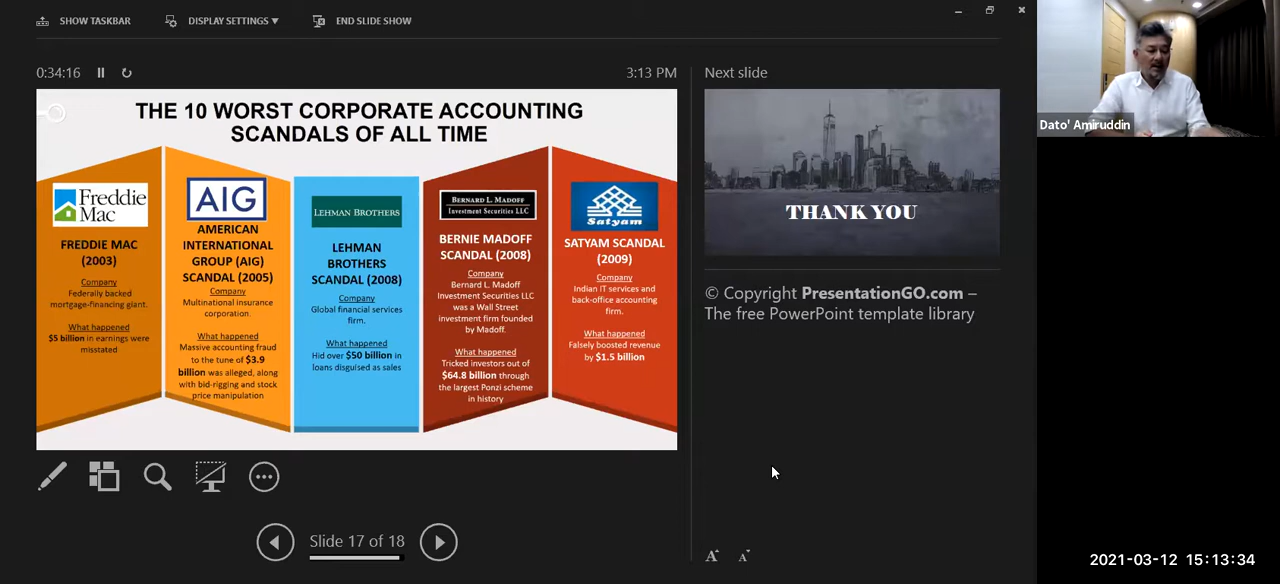 SHOW TASKBAR
DISPLAY SETTINGS ▼
END SLIDE SHOW
0:34:16
3:13 PM
THE 10 WORST CORPORATE ACCOUNTING
SCANDALS OF ALL TIME
Freddie
Mac
FREDDIE MAC
(2003)
Company
Federally backed
mortgage-financing giant.
What happened
$5 billion in earnings were
misstated
AIG
AMERICAN
INTERNATIONAL
GROUP (AIG)
SCANDAL (2005)
Company
Multinational insurance
corporation.
What happened
Massive accounting fraud
to the tune of $3.9
billion was alleged, along
with bid-rigging and stock
price manipulation
LEHMAN BROTHERS
LEHMAN
BROTHERS
SCANDAL (2008)
Company
Global financial services
firm.
What happened
Hid over $50 billion in
loans disguised as sales
BERNARD L. MADOFF
Investment Securities LLC
BERNIE MADOFF
SCANDAL (2008)
Company
Bernard L. Madoff
Investment Securities LLC
was a Wall Street
investment firm founded
by Madoff.
What happened
Tricked investors out of
$64.8 billion through
the largest Ponzi scheme
in history
Satyam
SATYAM SCANDAL
(2009)
Company
Indian IT services and
back-office accounting
firm.
What happened
Falsely boosted revenue
by $1.5 billion
Slide 17 of 18
Next slide
THANK YOU
© Copyright PresentationGO.com –
The free PowerPoint template library
A A
Dato' Amiruddin
2021-03-12 15:13:34